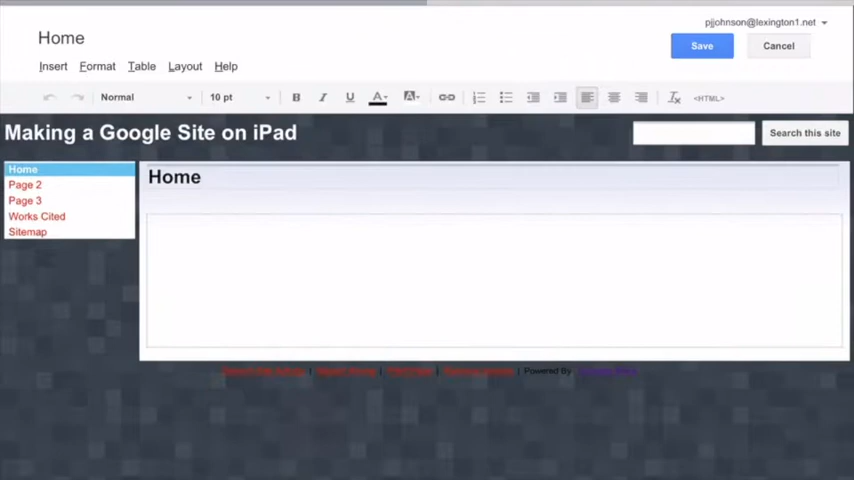 pjjohnson@lexington1.net
Home
Save Cancel
Insert Format Table Layout Help
Normal 10 pt B I U A A <HTML>
Making a Google Site on iPad
Search this site
Home
Page 2
Page 3
Works Cited
Sitemap
Home
| | | | Powered By